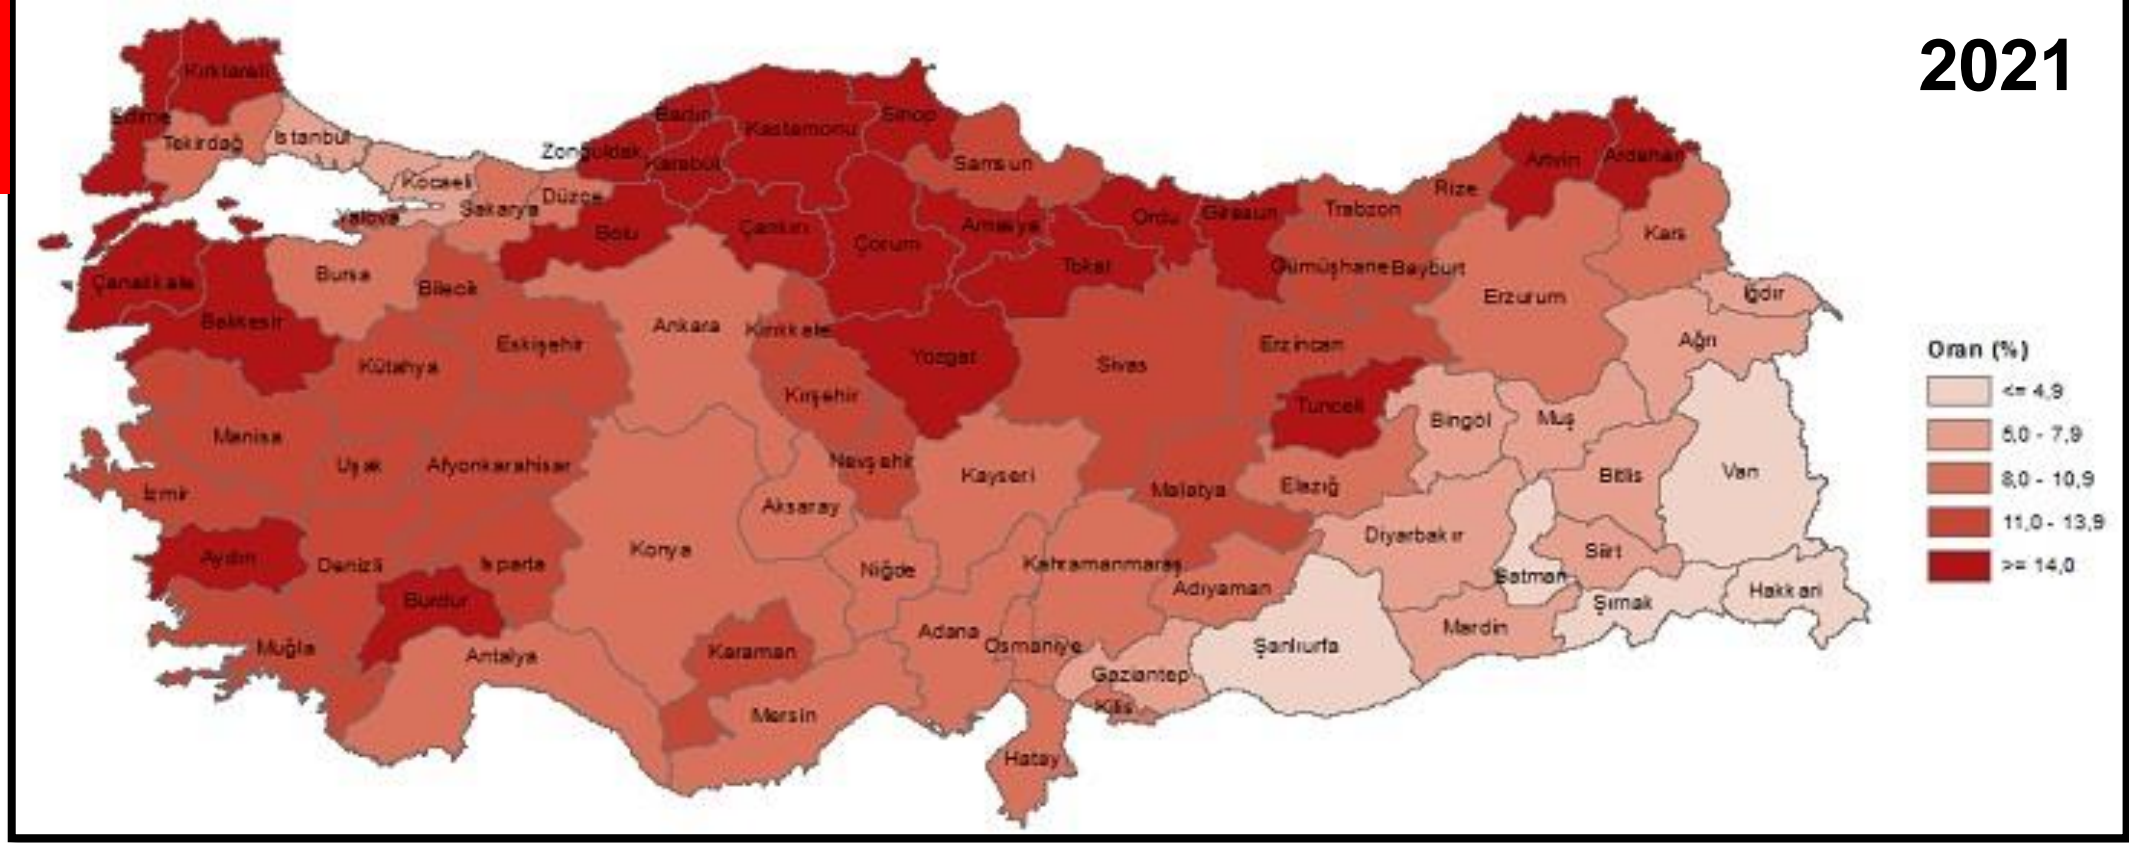 2021
Kırklareli
Edirne
Tekirdağ
İstanbul
Kocaeli
Yalova
Sakarya
Düzce
Zonguldak
Bartın
Karabük
Kastamonu
Sinop
Samsun
Bolu
Çankırı
Çorum
Amasya
Tokat
Ordu
Giresun
Trabzon
Rize
Artvin
Ardahan
Kars
Gümüşhane
Bayburt
Erzurum
Iğdır
Ağrı
Çanakkale
Balıkesir
Bursa
Bilecik
Kütahya
Eskişehir
Ankara
Kırıkkale
Kırşehir
Yozgat
Sivas
Erzincan
Tunceli
Bingöl
Muş
Bitlis
Van
Manisa
Uşak
Afyonkarahisar
İzmir
Nevşehir
Kayseri
Aksaray
Malatya
Elazığ
Diyarbakır
Siirt
Batman
Şırnak
Hakkari
Aydın
Denizli
Isparta
Burdur
Muğla
Antalya
Konya
Karaman
Niğde
Mersin
Adana
Osmaniye
Kahramanmaraş
Adıyaman
Gaziantep
Kilis
Hatay
Şanlıurfa
Mardin
Oran (%)
<= 4,9
5,0 - 7,9
8,0 - 10,9
11,0 - 13,9
>= 14,0